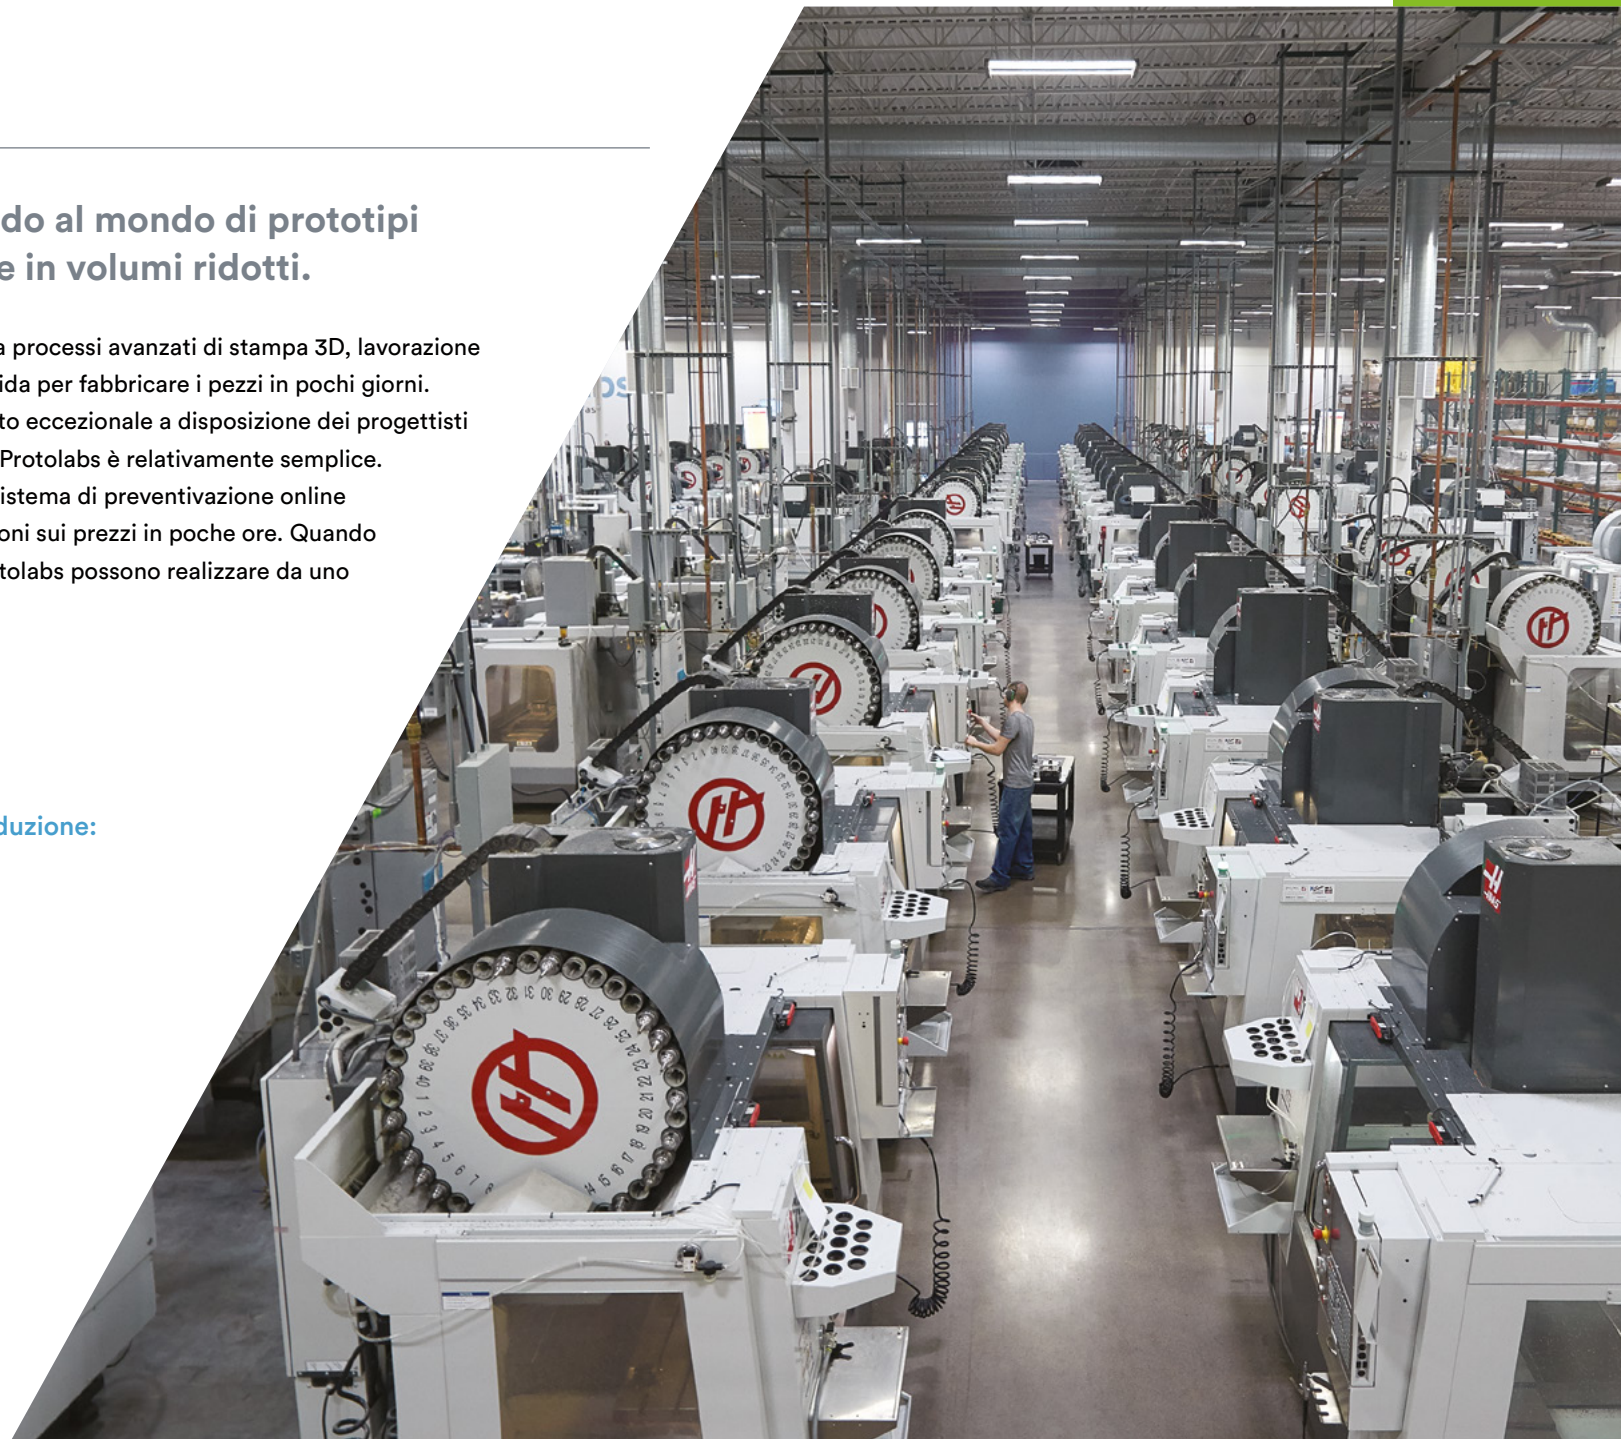 do al mondo di prototipi
e in volumi ridotti.
a processi avanzati di stampa 3D, lavorazione
ida per fabbricare i pezzi in pochi giorni.
to eccezionale a disposizione dei progettisti
Protolabs è relativamente semplice.
istema di preventivazione online
oni sui prezzi in poche ore. Quando
tolabs possono realizzare da uno
duzione:
HAAS